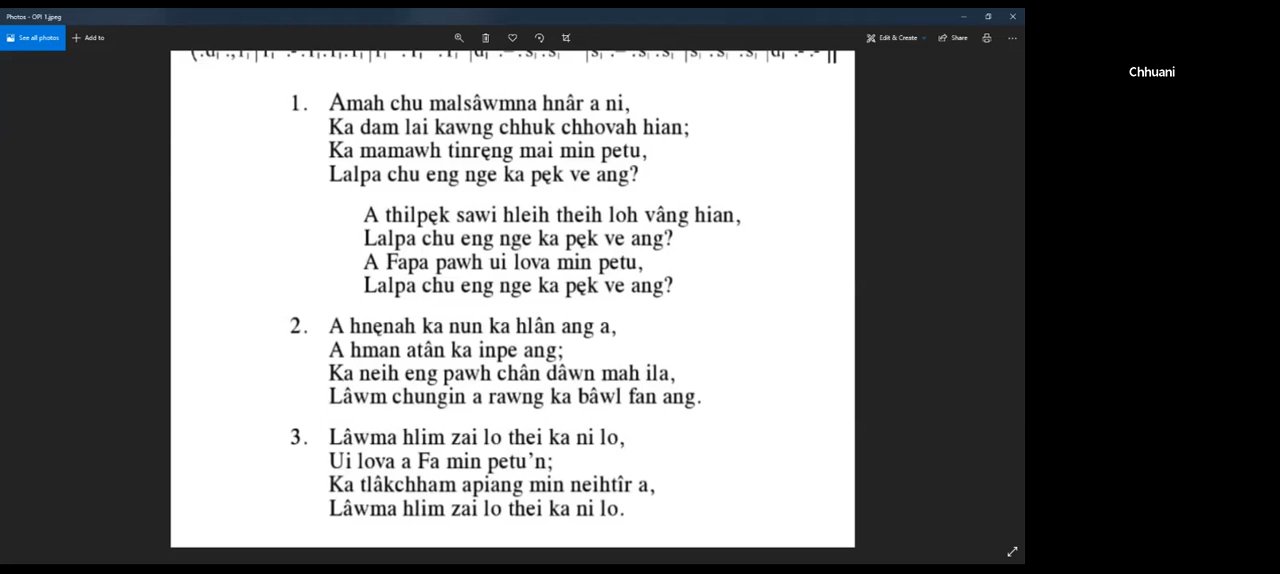 Photos - OPI 1.jpeg
See all photos
Add to
Edit & Create
Share
Chhuani
1. Amah chu malsâwmna hnâr a ni,
Ka dam lai kawng chhuk chhovah hian;
Ka mamawh tinręng mai min petu,
Lalpa chu eng nge ka pęk ve ang?
A thilpęk sawi hleih theih loh vâng hian,
Lalpa chu eng nge ka pęk ve ang?
A Fapa pawh ui lova min petu,
Lalpa chu eng nge ka pęk ve ang?
2. A hnęnah ka nun ka hlân ang a,
A hman atân ka inpe ang;
Ka neih eng pawh chân dâwn mah ila,
Lâwm chungin a rawng ka bâwl fan ang.
3. Lâwma hlim zai lo thei ka ni lo,
Ui lova a Fa min petu’n;
Ka tlâkchham apiang min neihtîr a,
Lâwma hlim zai lo thei ka ni lo.